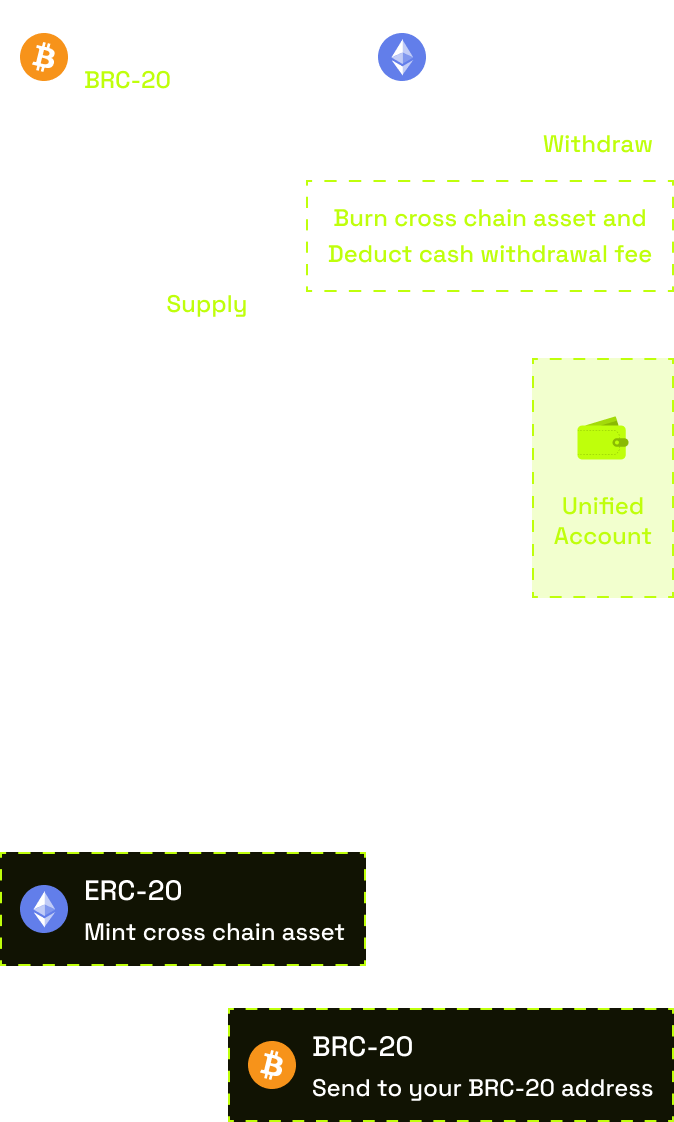 BRC-20
Withdraw
Burn cross chain asset and
Deduct cash withdrawal fee
Supply
Unified
Account
ERC-20
Mint cross chain asset
BRC-20
Send to your BRC-20 address